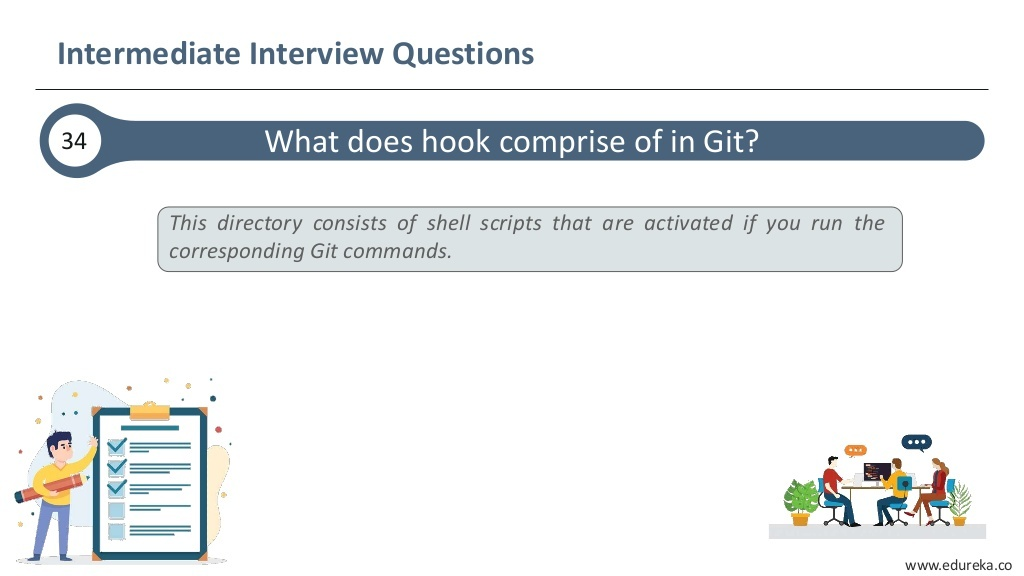 Intermediate Interview Questions
34
What does hook comprise of in Git?
This directory consists of shell scripts that are activated if you run the
corresponding Git commands.
www.edureka.co